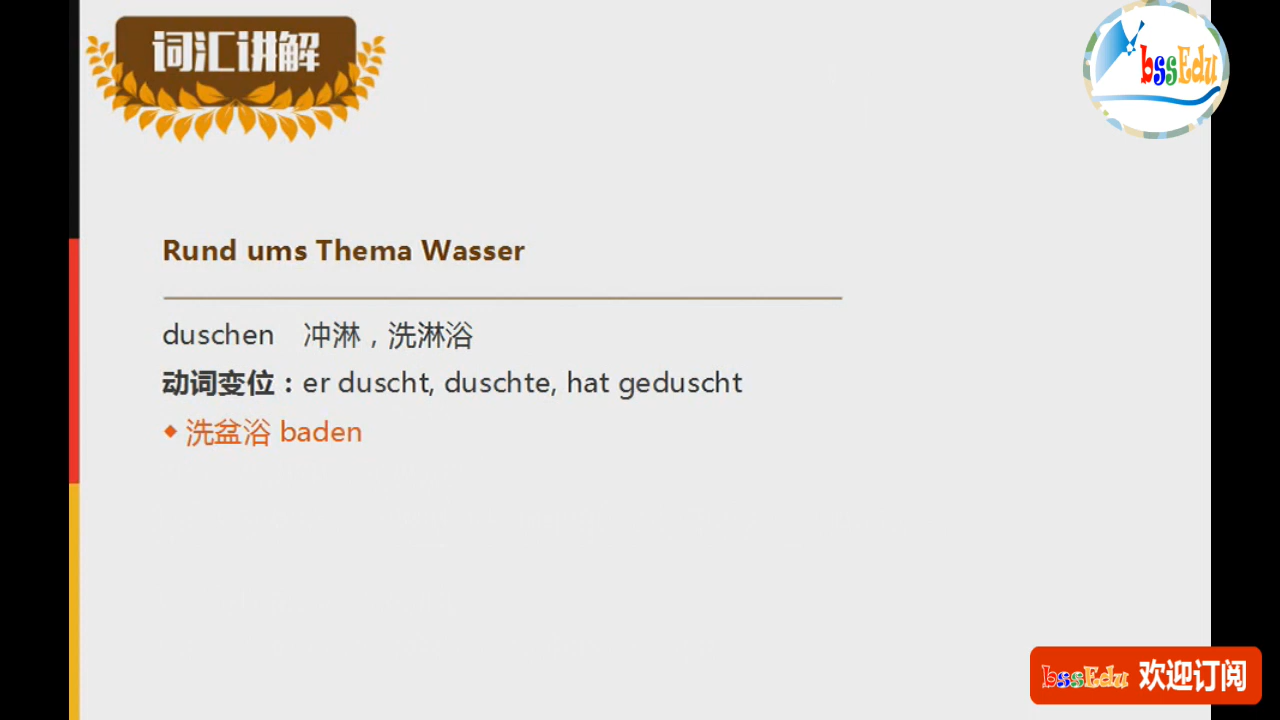 词汇讲解
bssEdu
Rund ums Thema Wasser
duschen 冲淋，洗淋浴
动词变位：er duscht, duschte, hat geduscht
洗盆浴 baden
bssEdu 欢迎订阅